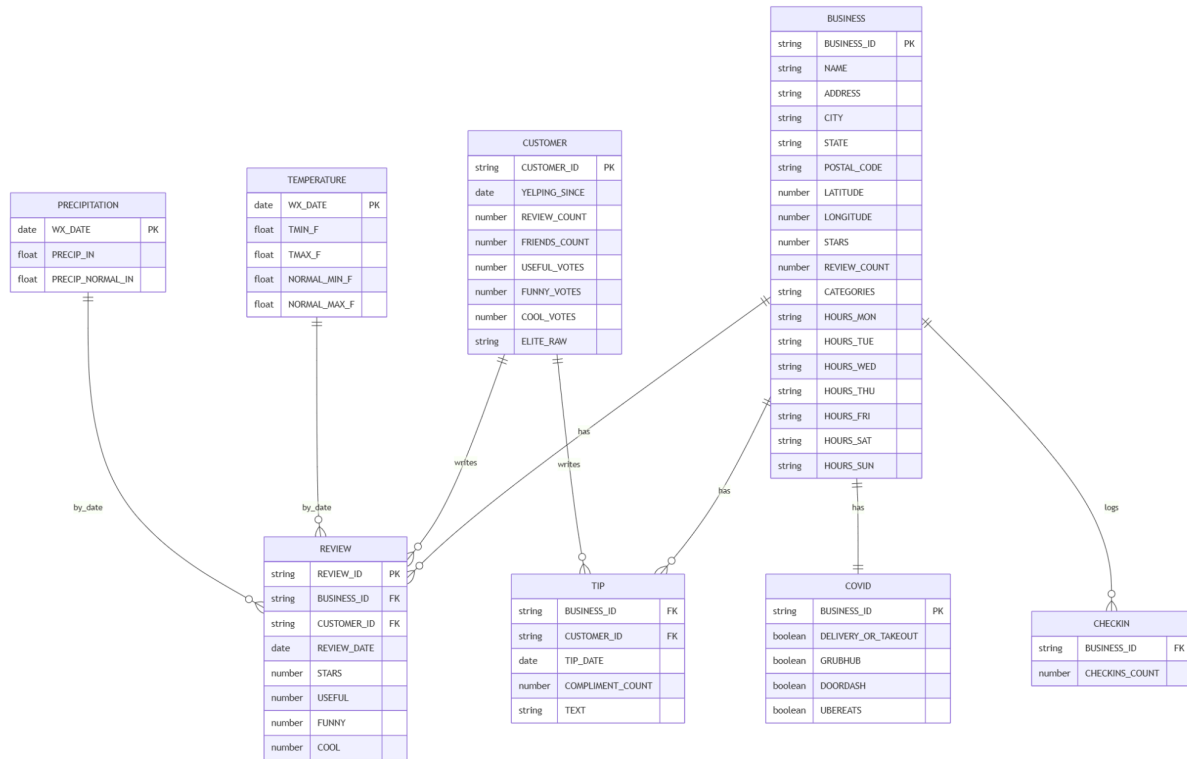 BUSINESS
string BUSINESS_ID PK
string NAME
string ADDRESS
string CITY
string STATE
string POSTAL_CODE
number LATITUDE
number LONGITUDE
number STARS
number REVIEW_COUNT
string CATEGORIES
string HOURS_MON
string HOURS_TUE
string HOURS_WED
string HOURS_THU
string HOURS_FRI
string HOURS_SAT
string HOURS_SUN
CUSTOMER
string CUSTOMER_ID PK
date YELPING_SINCE
number REVIEW_COUNT
number FRIENDS_COUNT
number USEFUL_VOTES
number FUNNY_VOTES
number COOL_VOTES
string ELITE_RAW
TEMPERATURE
date WX_DATE PK
float TMIN_F
float TMAX_F
float NORMAL_MIN_F
float NORMAL_MAX_F
PRECIPITATION
date WX_DATE PK
float PRECIP_IN
float PRECIP_NORMAL_IN
has
writes
writes
has
by_date
by_date
has
logs
REVIEW
string REVIEW_ID PK
string BUSINESS_ID FK
string CUSTOMER_ID FK
date REVIEW_DATE
number STARS
number USEFUL
number FUNNY
number COOL
TIP
string BUSINESS_ID FK
string CUSTOMER_ID FK
date TIP_DATE
number COMPLIMENT_COUNT
string TEXT
COVID
string BUSINESS_ID PK
boolean DELIVERY_OR_TAKEOUT
boolean GRUBHUB
boolean DOORDASH
boolean UBEREATS
CHECKIN
string BUSINESS_ID FK
number CHECKINS_COUNT